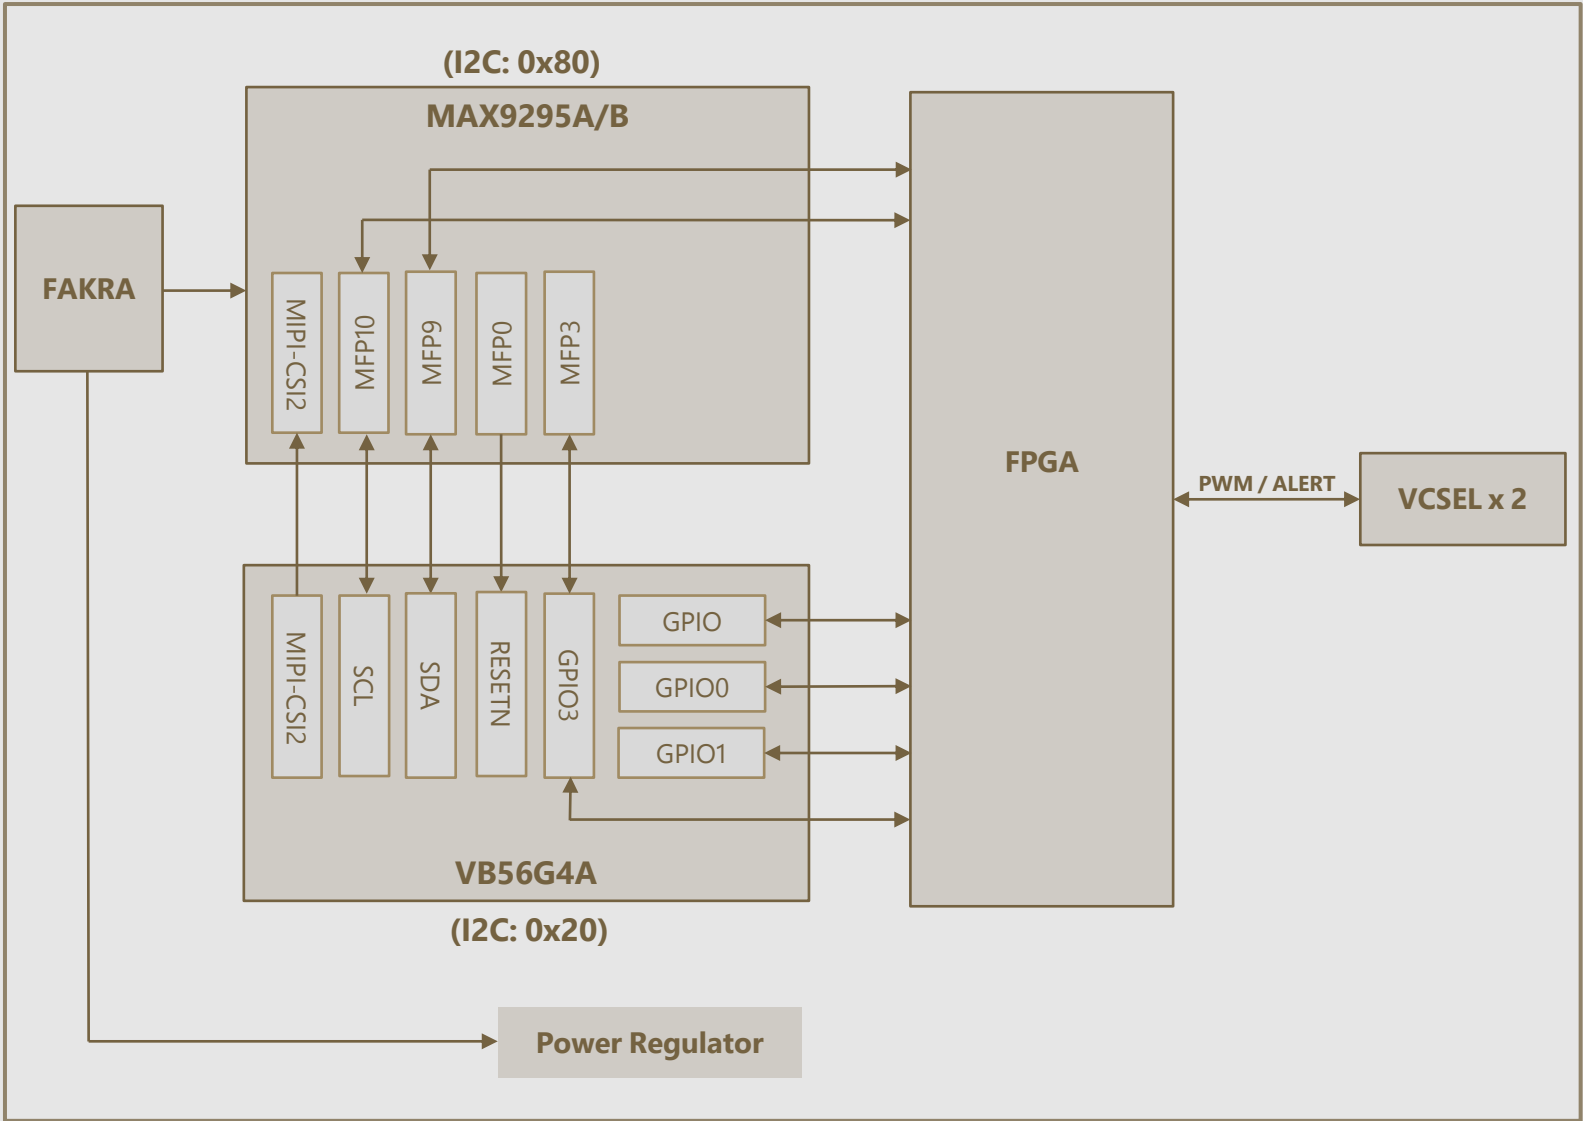 (I2C: 0x80)
MAX9295A/B
FAKRA
MIPI-CSI2
MFP10
MFP9
MFP0
MFP3
FPGA
PWM / ALERT
VCSEL x 2
MIPI-CSI2
SCL
SDA
RESETN
GPIO3
GPIO
GPIO0
GPIO1
VB56G4A
(I2C: 0x20)
Power Regulator